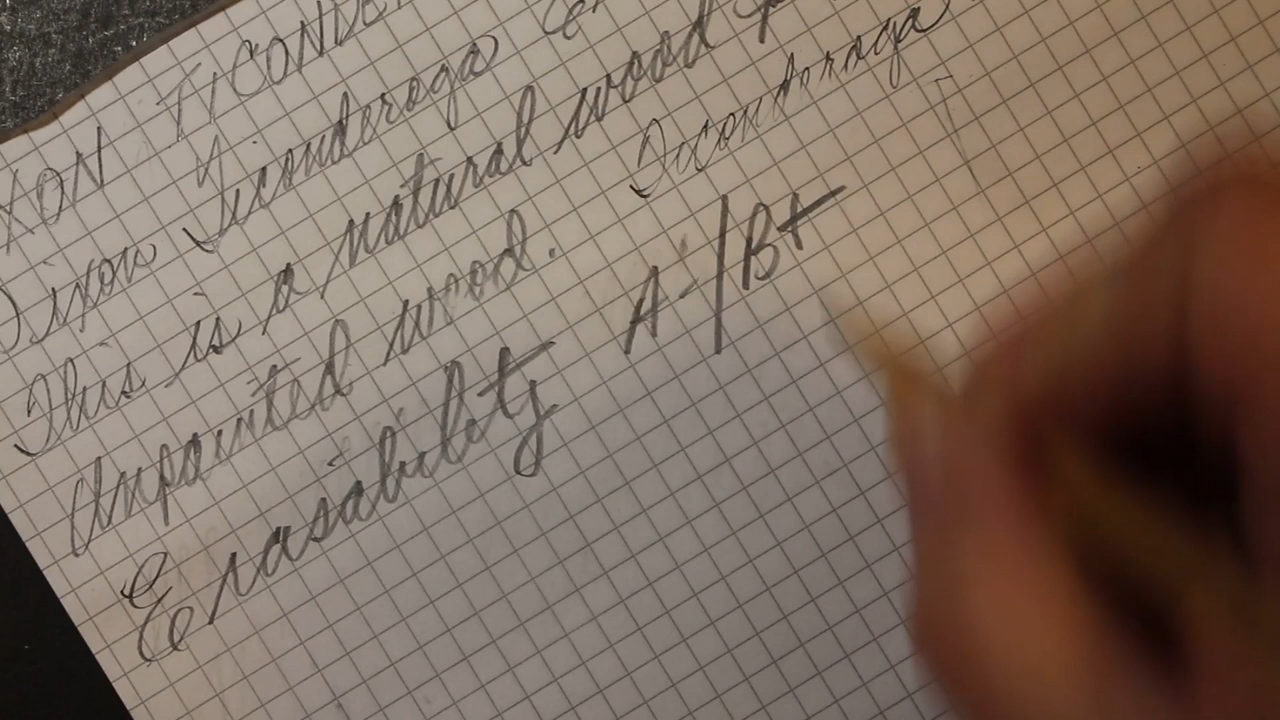 XON TICONDE
Dixon Ticonderoga
This is a natural wood
Unpainted wood. Ticonderoga
Erasability A-/B+